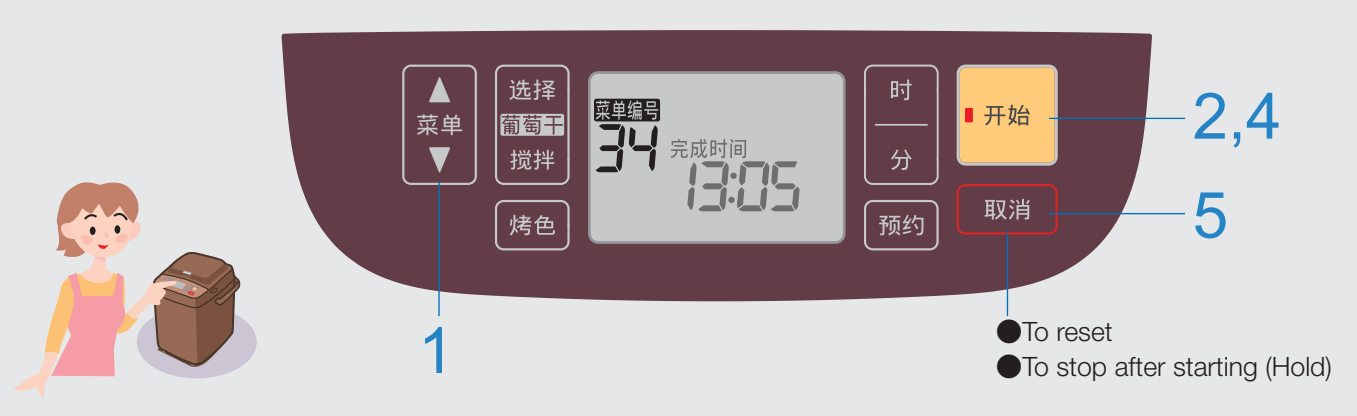 菜单
选择
葡萄干
搅拌
烤色
菜单编号
34
完成时间
13:05
时
分
预约
开始
取消
1
2,4
5
●To reset
●To stop after starting (Hold)